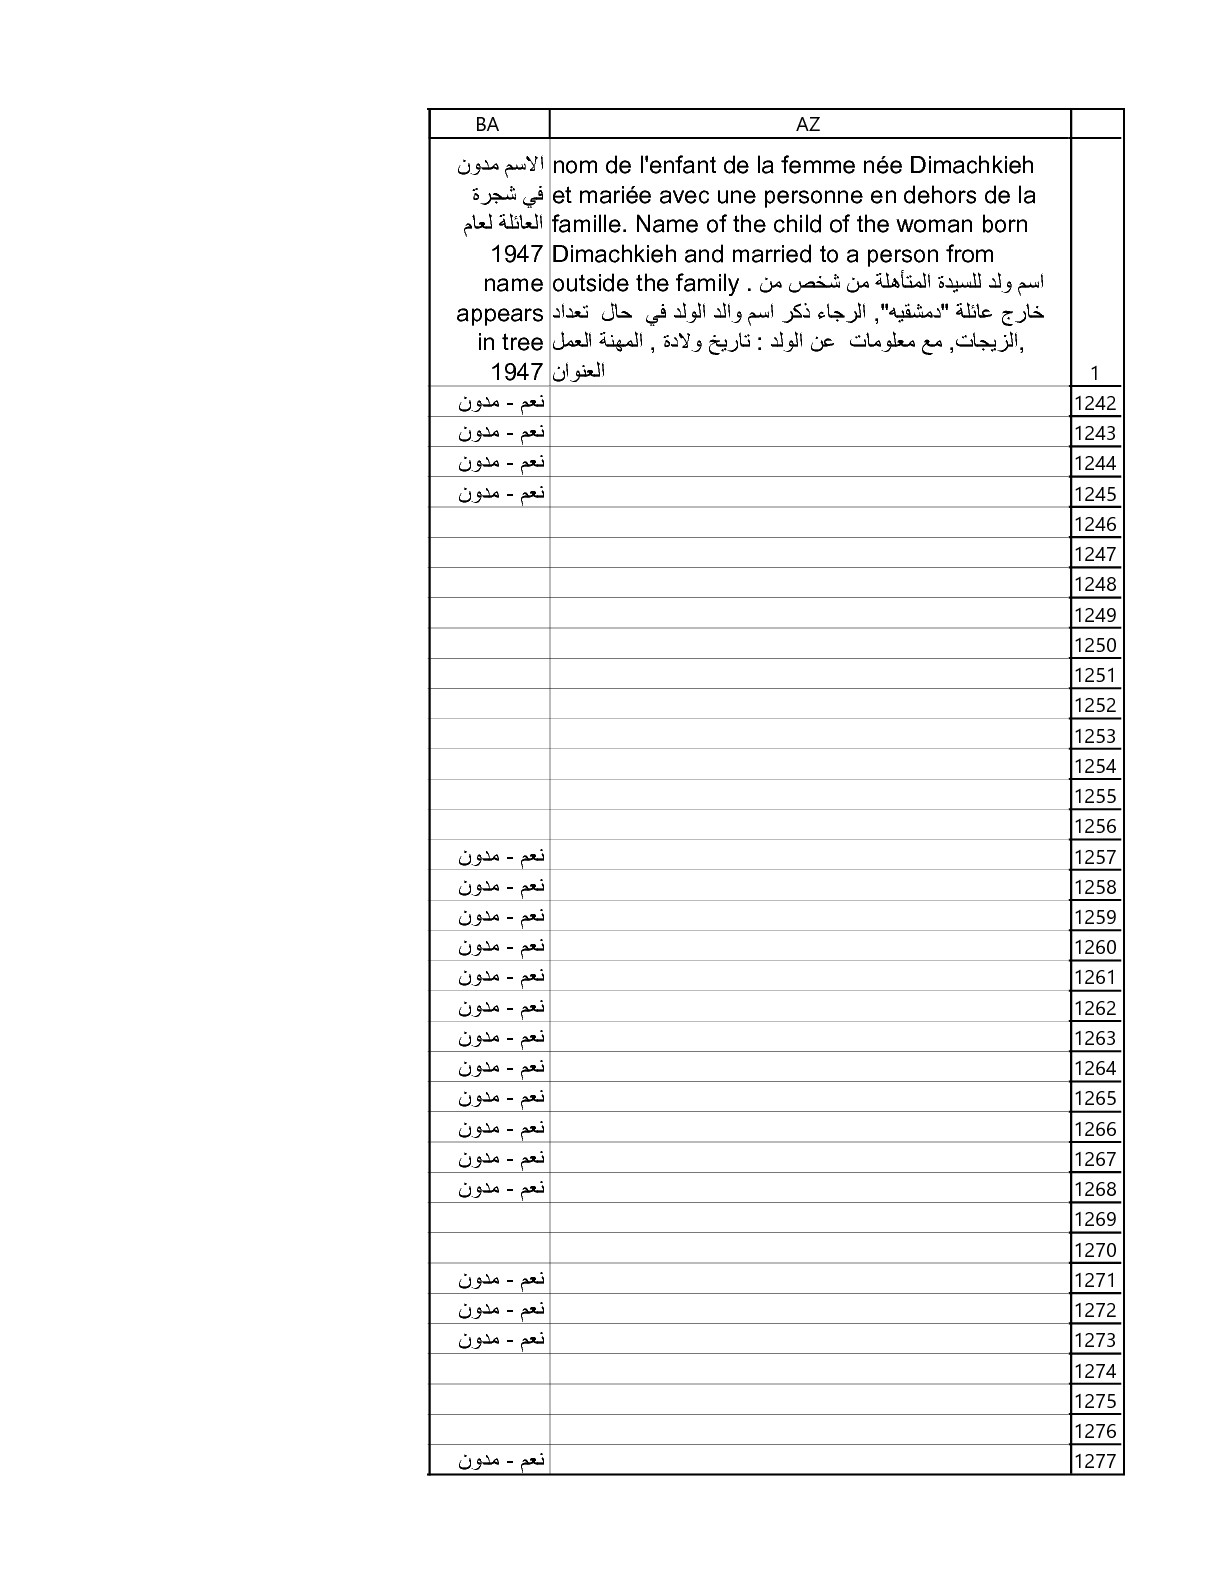 BA AZ
الاسم مدون
في شجرة
العائلة لعام
1947
name
appears
in tree
1947
nom de l'enfant de la femme née Dimachkieh
et mariée avec une personne en dehors de la
famille. Name of the child of the woman born
Dimachkieh and married to a person from
outside the family . اسم ولد للسيدة المتأهلة من شخص من
خارج عائلة "دمشقيه", الرجاء ذكر اسم والد الولد في حال تعداد
الزيجات, مع معلومات عن الولد : تاريخ ولادة , المهنة العمل,
العنوان
1
نعم - مدون 1242
نعم - مدون 1243
نعم - مدون 1244
نعم - مدون 1245
1246
1247
1248
1249
1250
1251
1252
1253
1254
1255
1256
نعم - مدون 1257
نعم - مدون 1258
نعم - مدون 1259
نعم - مدون 1260
نعم - مدون 1261
نعم - مدون 1262
نعم - مدون 1263
نعم - مدون 1264
نعم - مدون 1265
نعم - مدون 1266
نعم - مدون 1267
نعم - مدون 1268
1269
1270
نعم - مدون 1271
نعم - مدون 1272
نعم - مدون 1273
1274
1275
1276
نعم - مدون 1277